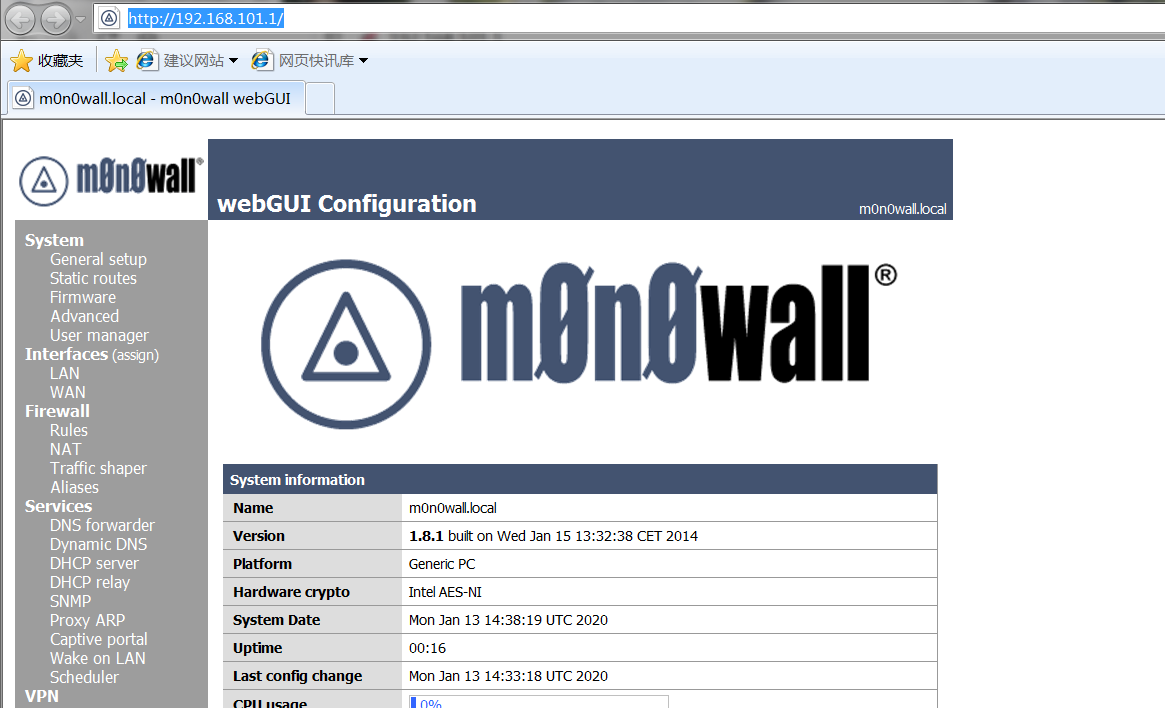 http://192.168.101.1/
收藏夹 建议网站 网页快讯库
m0n0wall.local - m0n0wall webGUI
m0n0wall®
webGUI Configuration
m0n0wall.local
System
General setup
Static routes
Firmware
Advanced
User manager
Interfaces (assign)
LAN
WAN
Firewall
Rules
NAT
Traffic shaper
Aliases
Services
DNS forwarder
Dynamic DNS
DHCP server
DHCP relay
SNMP
Proxy ARP
Captive portal
Wake on LAN
Scheduler
VPN
m0n0wall®
System information
Name m0n0wall.local
Version 1.8.1 built on Wed Jan 15 13:32:38 CET 2014
Platform Generic PC
Hardware crypto Intel AES-NI
System Date Mon Jan 13 14:38:19 UTC 2020
Uptime 00:16
Last config change Mon Jan 13 14:33:18 UTC 2020
CPU usage 0%